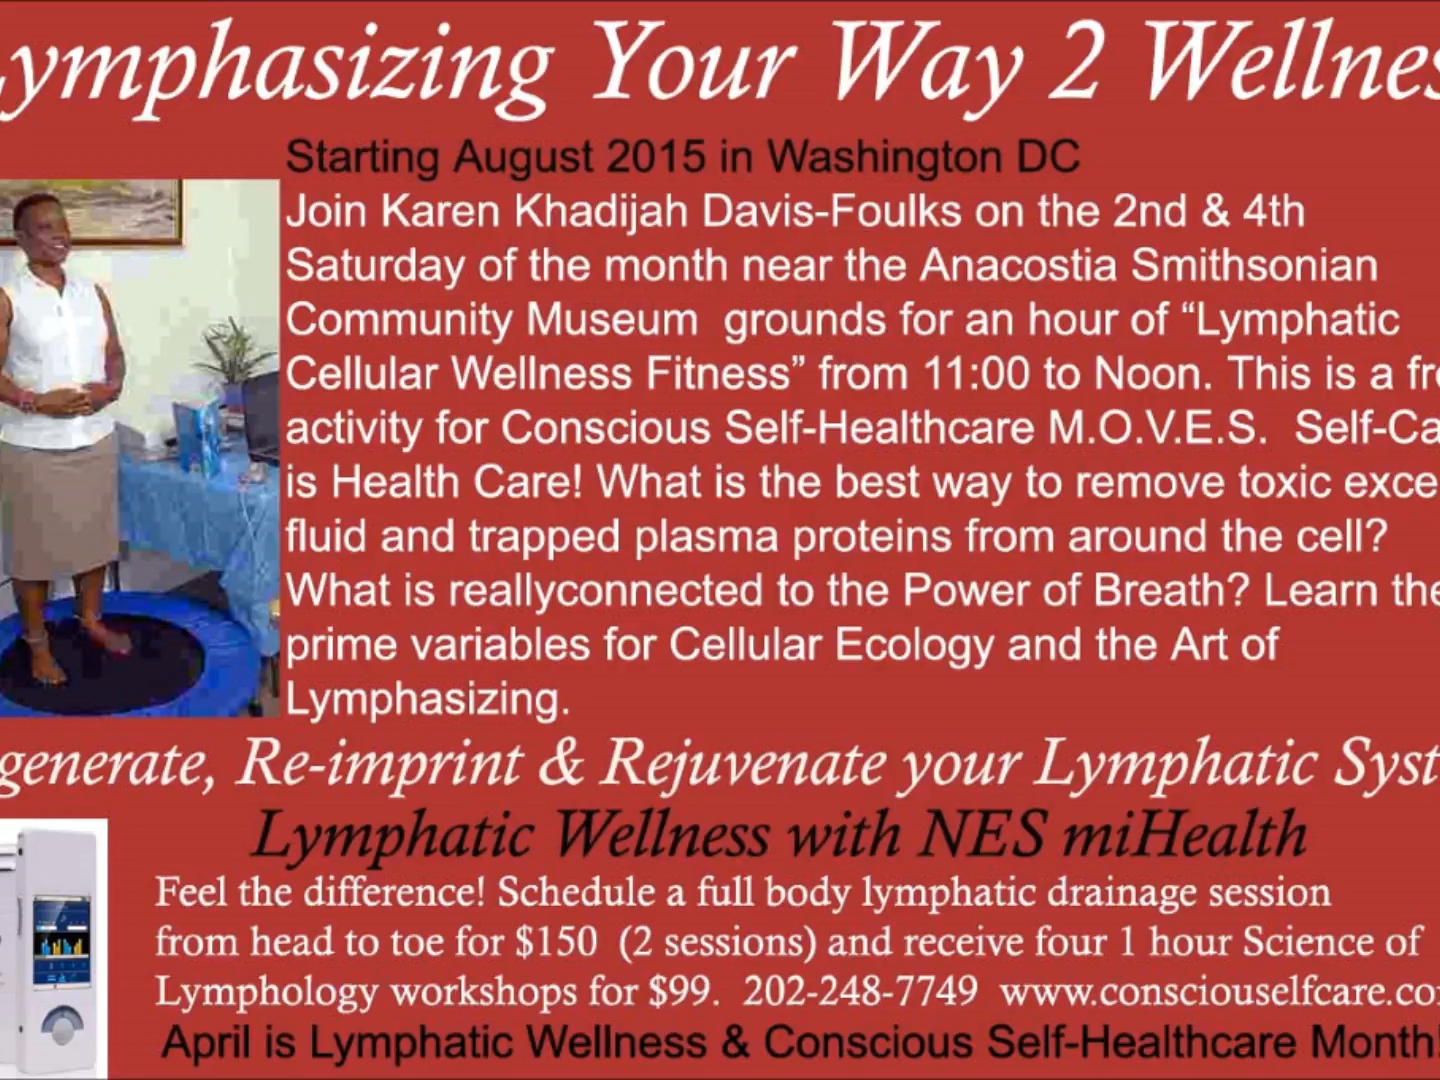 Lymphasizing Your Way 2 Wellness
Starting August 2015 in Washington DC
Join Karen Khadijah Davis-Foulks on the 2nd & 4th
Saturday of the month near the Anacostia Smithsonian
Community Museum grounds for an hour of “Lymphatic
Cellular Wellness Fitness” from 11:00 to Noon. This is a fre
activity for Conscious Self-Healthcare M.O.V.E.S. Self-Ca
is Health Care! What is the best way to remove toxic exce
fluid and trapped plasma proteins from around the cell?
What is reallyconnected to the Power of Breath? Learn the
prime variables for Cellular Ecology and the Art of
Lymphasizing.
generate, Re-imprint & Rejuvenate your Lymphatic Syst
Lymphatic Wellness with NES miHealth
Feel the difference! Schedule a full body lymphatic drainage session
from head to toe for $150 (2 sessions) and receive four 1 hour Science of
Lymphology workshops for $99. 202-248-7749 www.consciouselfcare.com
April is Lymphatic Wellness & Conscious Self-Healthcare Month!